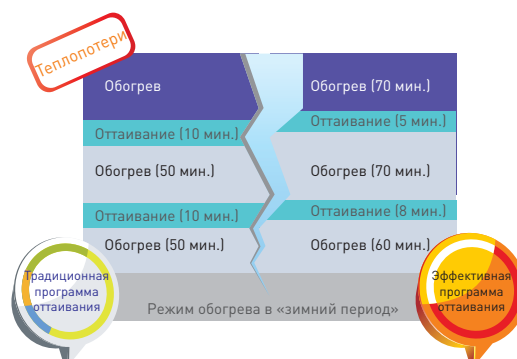 Теплопотери
Обогрев
Обогрев (70 мин.)
Оттаивание (10 мин.)
Оттаивание (5 мин.)
Обогрев (50 мин.)
Обогрев (70 мин.)
Оттаивание (10 мин.)
Оттаивание (8 мин.)
Обогрев (50 мин.)
Обогрев (60 мин.)
Традиционная
программа
оттаивания
Эффективная
программа
оттаивания
Режим обогрева в «зимний период»